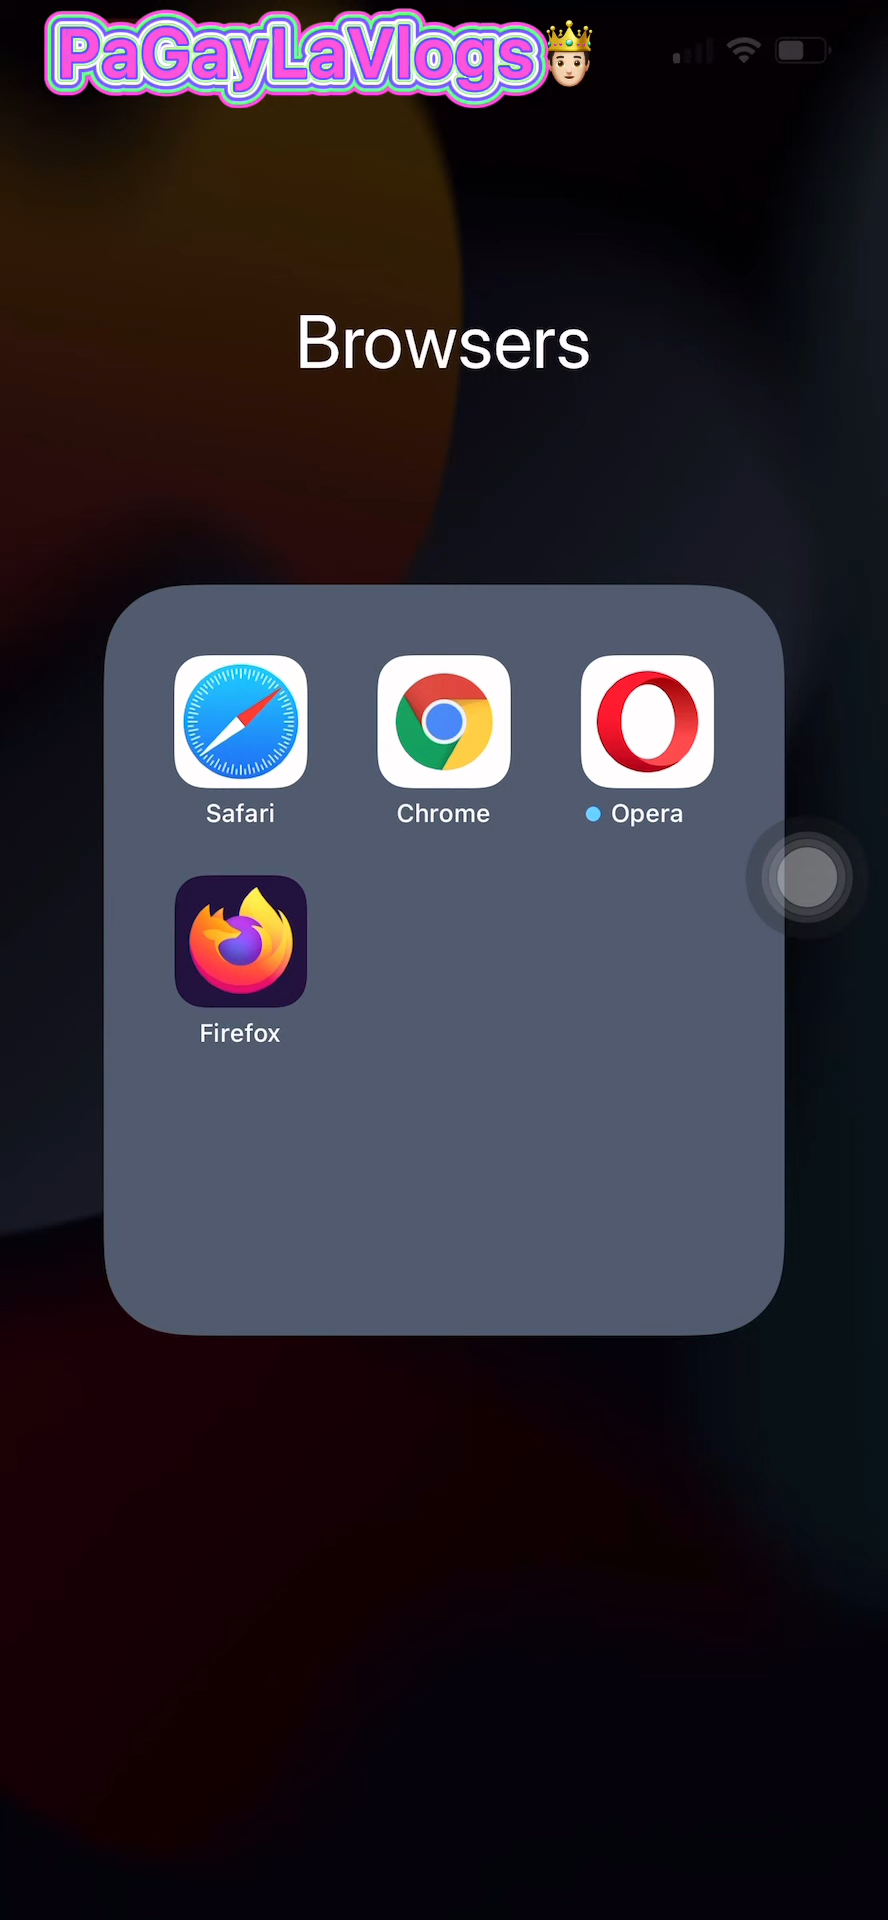 PaGayLaVlogs🤴🏻
Browsers
Safari
Chrome
Opera
Firefox